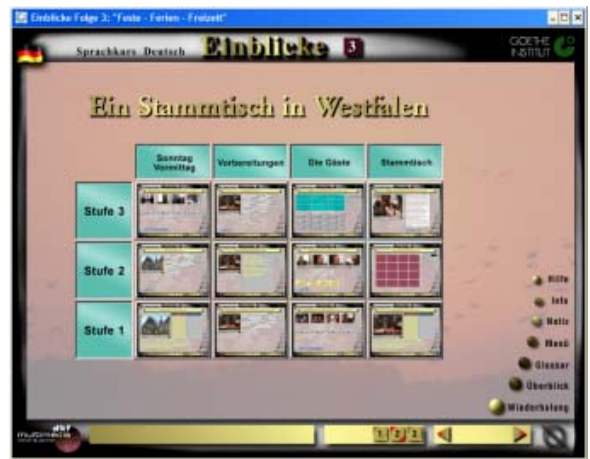 Einblicke Folge 3: "Feste - Ferien - Freizeit"
Sprachkurs Deutsch Einblicke 3
GOETHE
INSTITUT
Ein Stammtisch in Westfalen
Sonntag
Vormittag
Vorbereitungen
Die Gäste
Stammtisch
Stufe 3
Stufe 2
Stufe 1
Hilfe
Info
Notiz
Menü
Glossar
Überblick
Wiederholung
multimedia
1 2 3